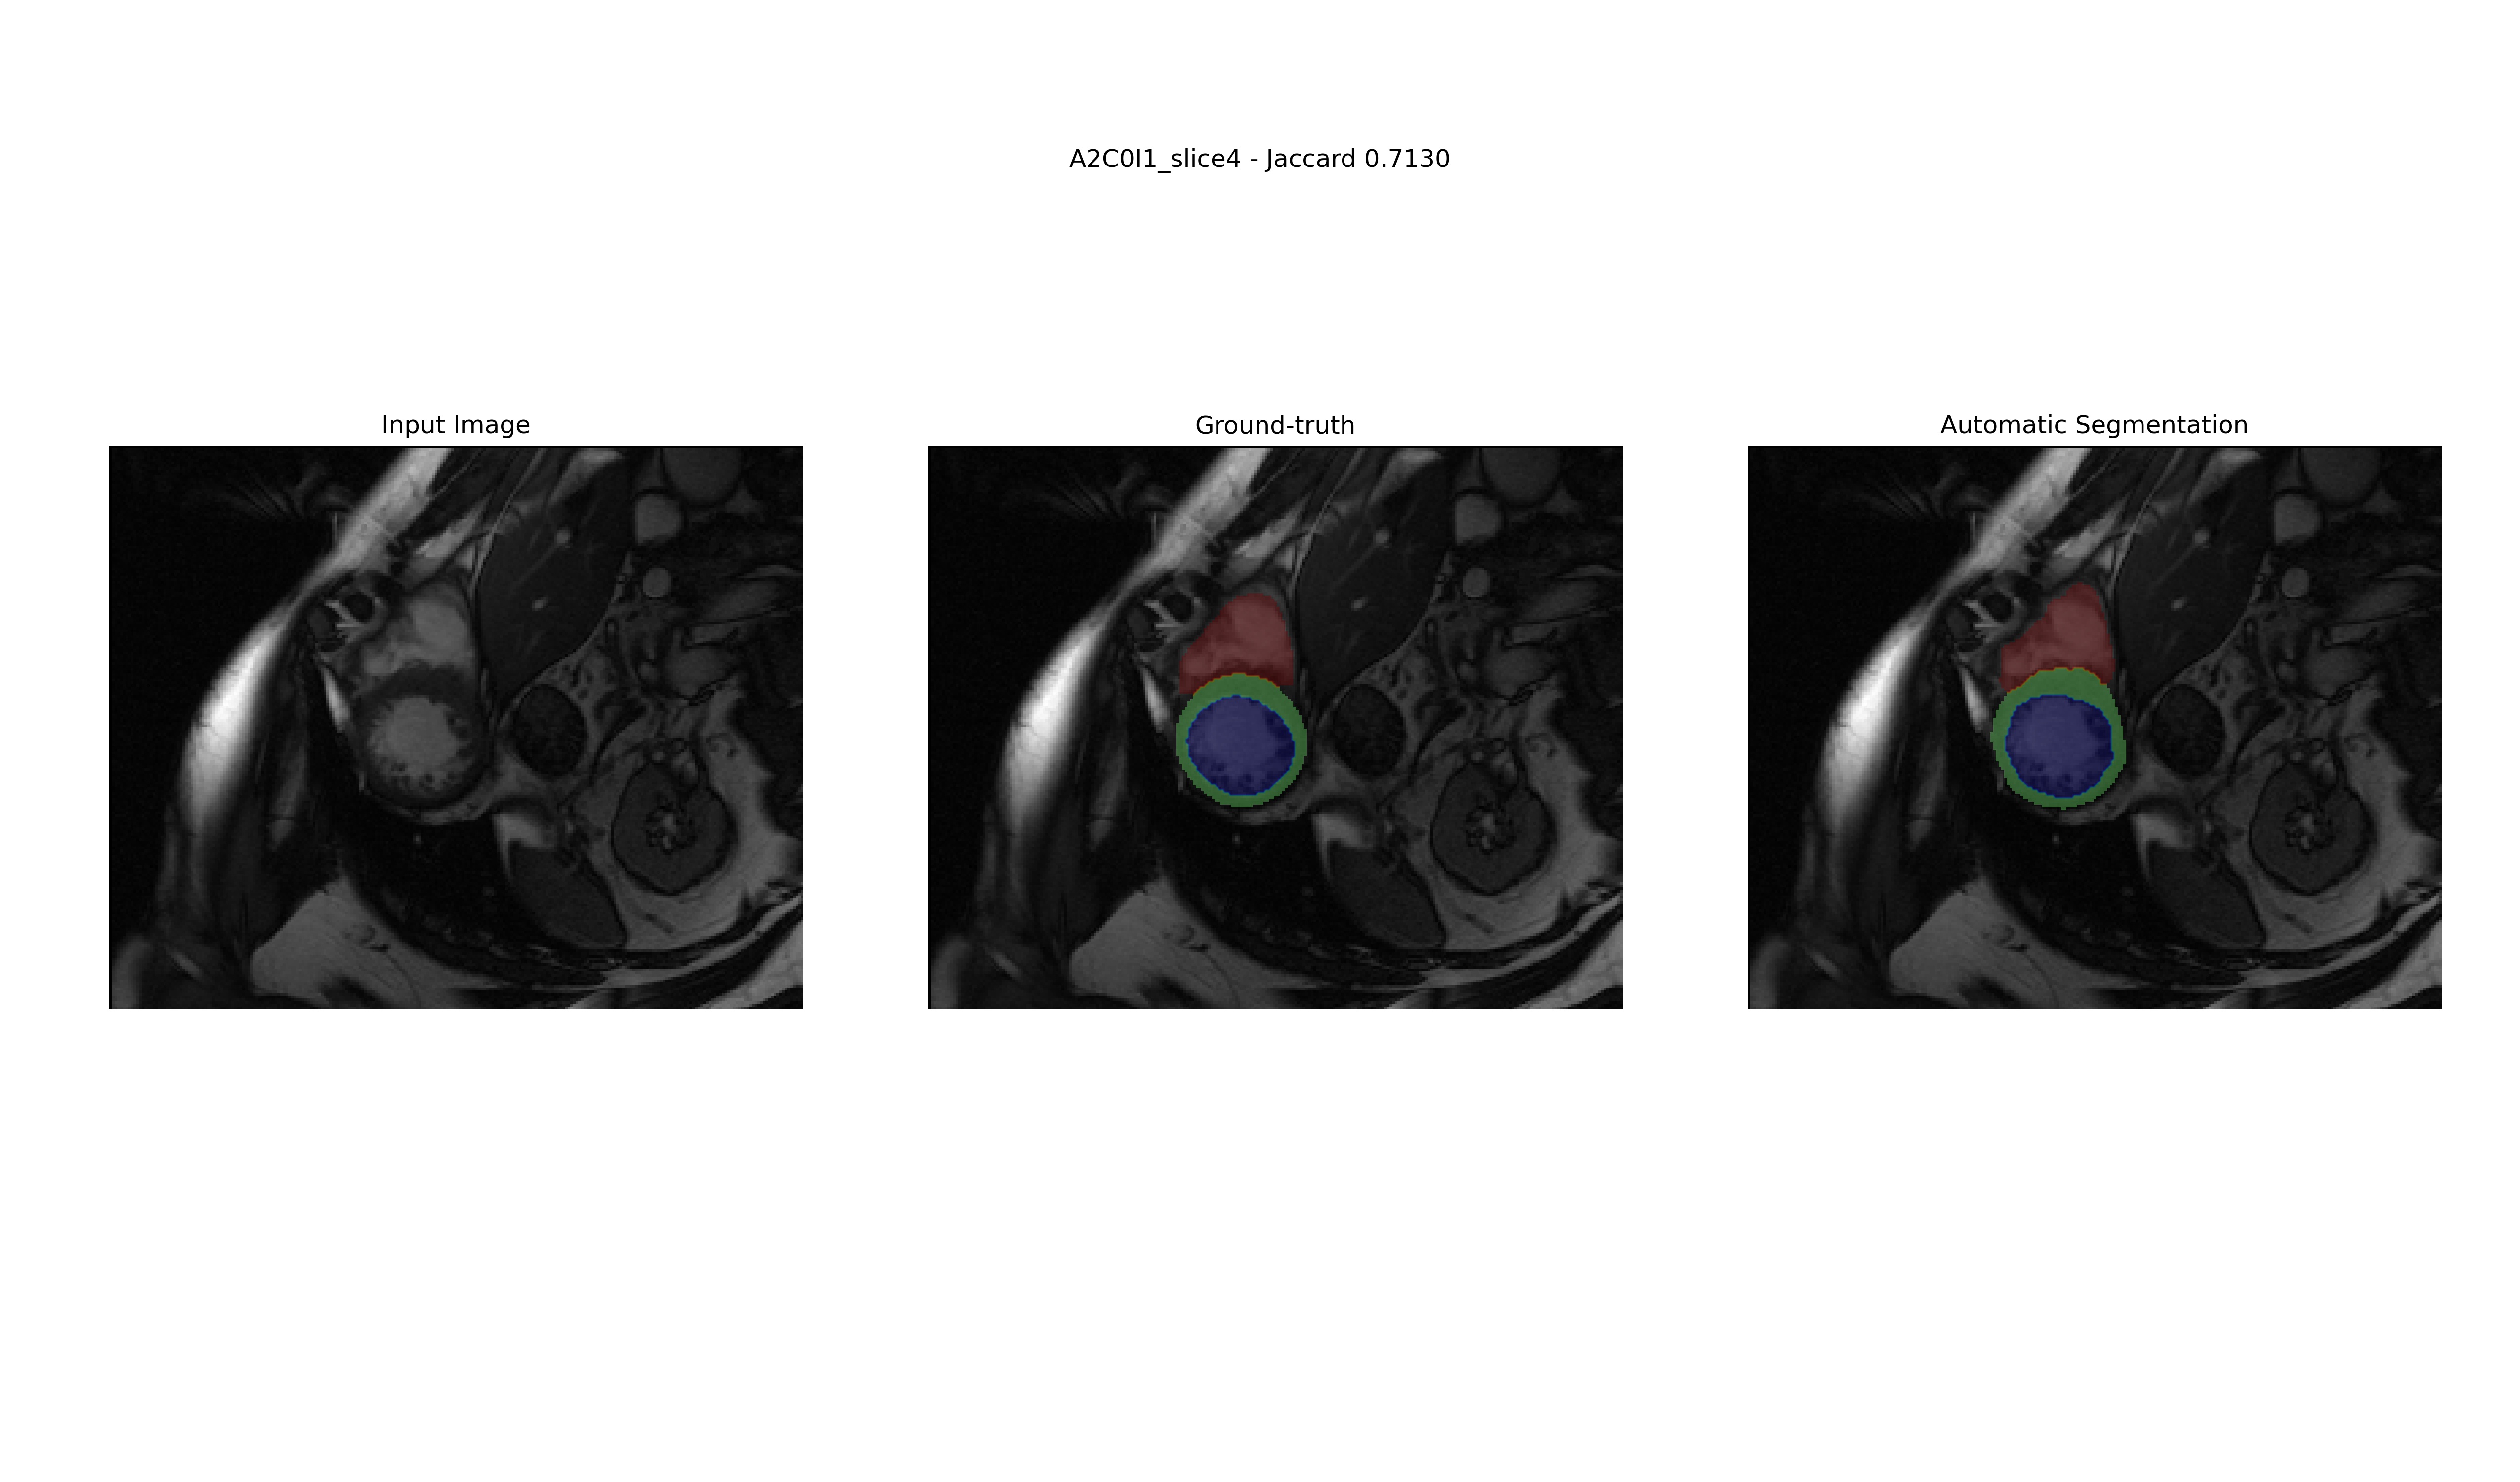 A2C0I1_slice4 - Jaccard 0.7130
Input Image
Ground-truth
Automatic Segmentation